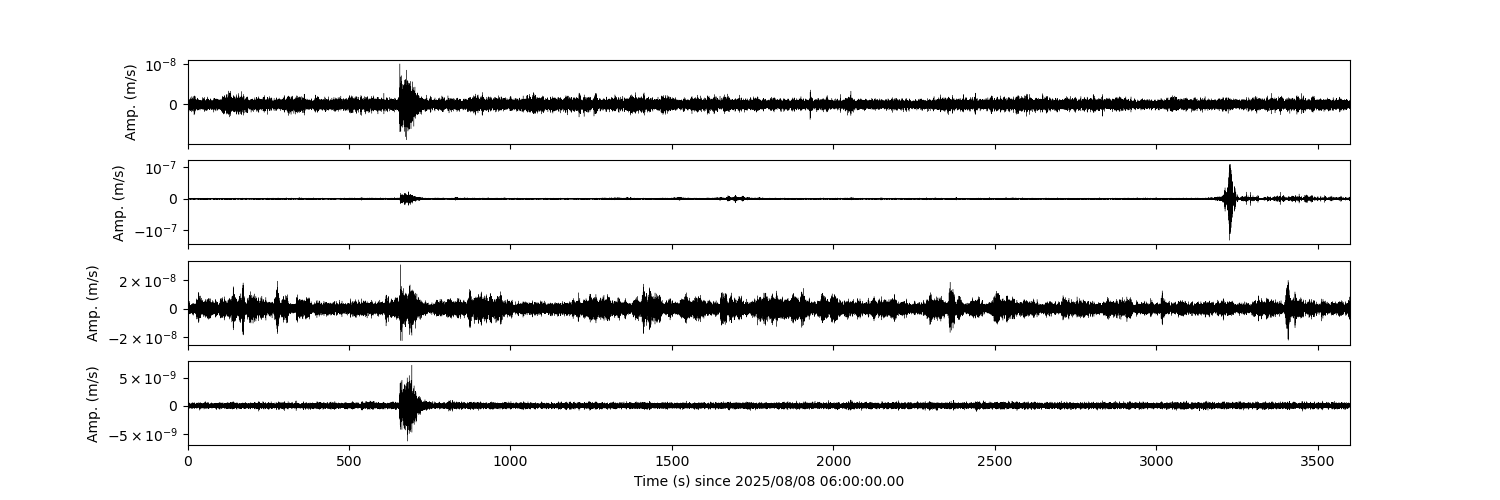 Amp. (m/s)
10⁻⁸
0
Amp. (m/s)
10⁻⁷
0
−10⁻⁷
Amp. (m/s)
2 × 10⁻⁸
0
−2 × 10⁻⁸
Amp. (m/s)
5 × 10⁻⁹
0
−5 × 10⁻⁹
0 500 1000 1500 2000 2500 3000 3500
Time (s) since 2025/08/08 06:00:00.00